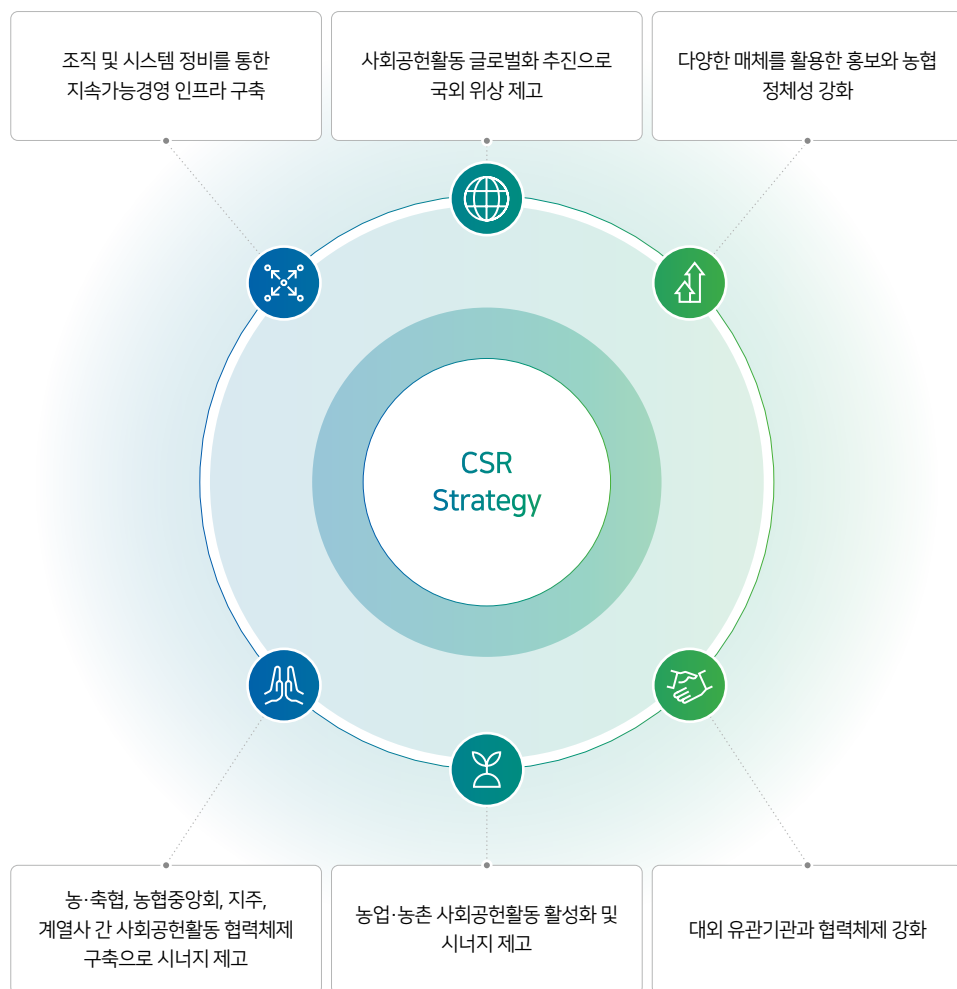 조직 및 시스템 정비를 통한
지속가능경영 인프라 구축
사회공헌활동 글로벌화 추진으로
국외 위상 제고
다양한 매체를 활용한 홍보와 농협
정체성 강화
CSR
Strategy
농·축협, 농협중앙회, 지주,
계열사 간 사회공헌활동 협력체제
구축으로 시너지 제고
농업·농촌 사회공헌활동 활성화 및
시너지 제고
대외 유관기관과 협력체제 강화